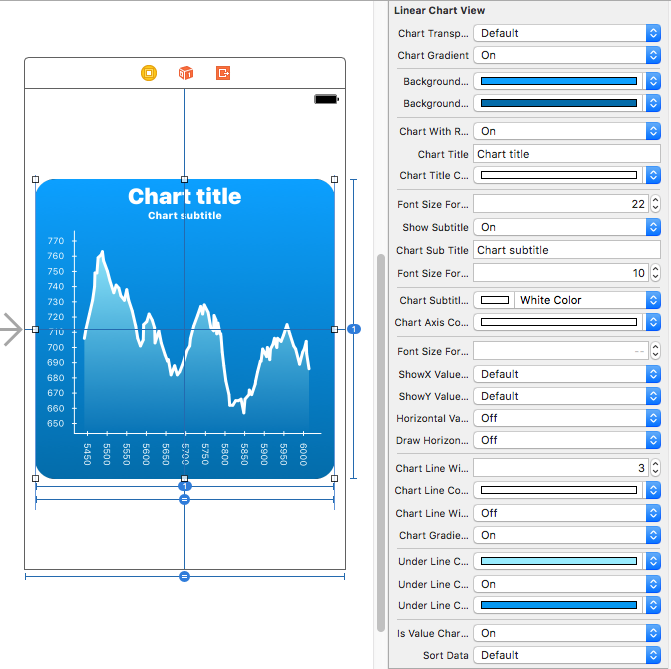 Linear Chart View
Chart Transp... Default
Chart Gradient On
Background...
Background...
Chart With R... On
Chart Title Chart title
Chart Title C...
Font Size For... 22
Show Subtitle On
Chart Sub Title Chart subtitle
Font Size For... 10
Chart Subtitl... White Color
Chart Axis Co...
Font Size For... --
ShowX Value... Default
ShowY Value... Default
Horizontal Va... Off
Draw Horizon... Off
Chart Line Wi... 3
Chart Line Co...
Chart Line Wi... Off
Chart Gradie... On
Under Line C...
Under Line C... On
Under Line C...
Is Value Char... On
Sort Data Default
Chart title
Chart subtitle
770
760
750
740
730
720
710
700
690
680
670
660
650
5450
5500
5550
5600
5650
5700
5750
5800
5850
5900
5950
6000
1
1
=
=